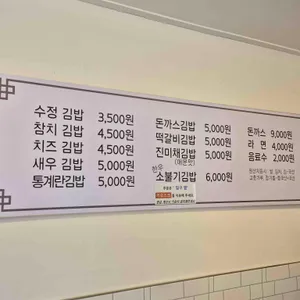 수정 김밥 3,500원
참치 김밥 4,500원
치즈 김밥 4,500원
새우 김밥 5,000원
통계란김밥 5,000원
돈까스김밥 5,000원
떡갈비김밥 5,000원
진미채김밥 5,000원
(매운맛)
한우
소불기김밥 6,000원
돈까스 9,000원
라 면 4,000원
음료수 2,000원